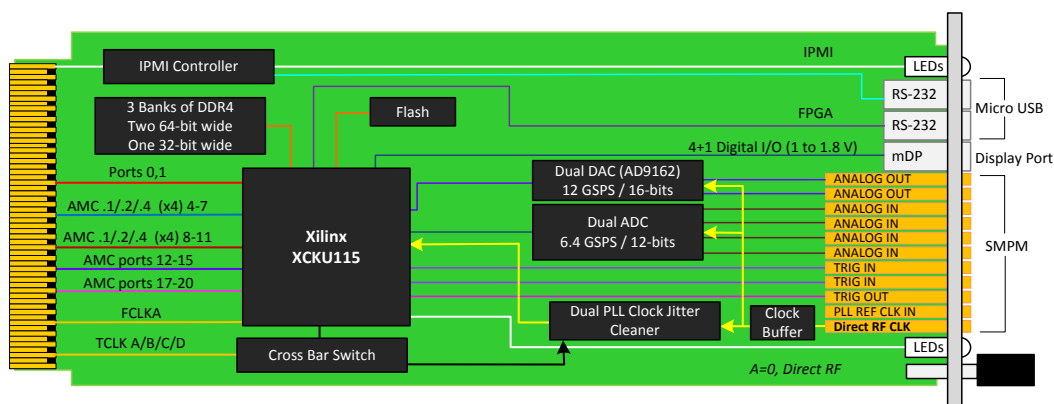 IPMI
IPMI Controller
LEDs
RS-232
Micro USB
3 Banks of DDR4
Two 64-bit wide
One 32-bit wide
Flash
FPGA
RS-232
4+1 Digital I/O (1 to 1.8 V)
mDP
Display Port
Ports 0,1
Dual DAC (AD9162)
12 GSPS / 16-bits
ANALOG OUT
ANALOG OUT
AMC .1/.2/.4 (x4) 4-7
Dual ADC
6.4 GSPS / 12-bits
ANALOG IN
ANALOG IN
ANALOG IN
ANALOG IN
AMC .1/.2/.4 (x4) 8-11
Xilinx
XCKU115
SMPM
AMC ports 12-15
TRIG IN
TRIG IN
AMC ports 17-20
TRIG OUT
FCLKA
Dual PLL Clock Jitter
Cleaner
Clock
Buffer
PLL REF CLK IN
Direct RF CLK
TCLK A/B/C/D
Cross Bar Switch
LEDs
A=0, Direct RF